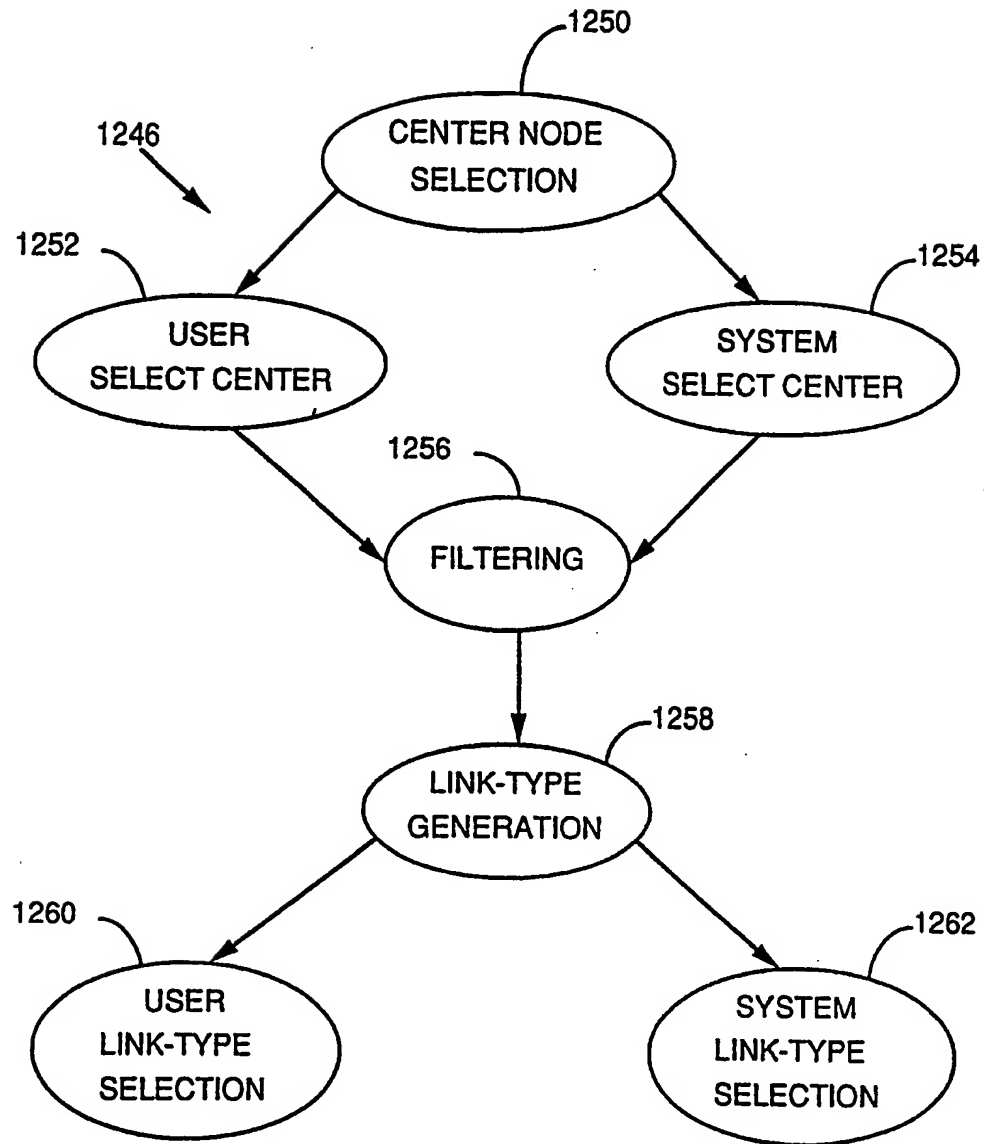 1250
CENTER NODE
SELECTION
1246
1252
USER
SELECT CENTER
1254
SYSTEM
SELECT CENTER
1256
FILTERING
1258
LINK-TYPE
GENERATION
1260
USER
LINK-TYPE
SELECTION
1262
SYSTEM
LINK-TYPE
SELECTION